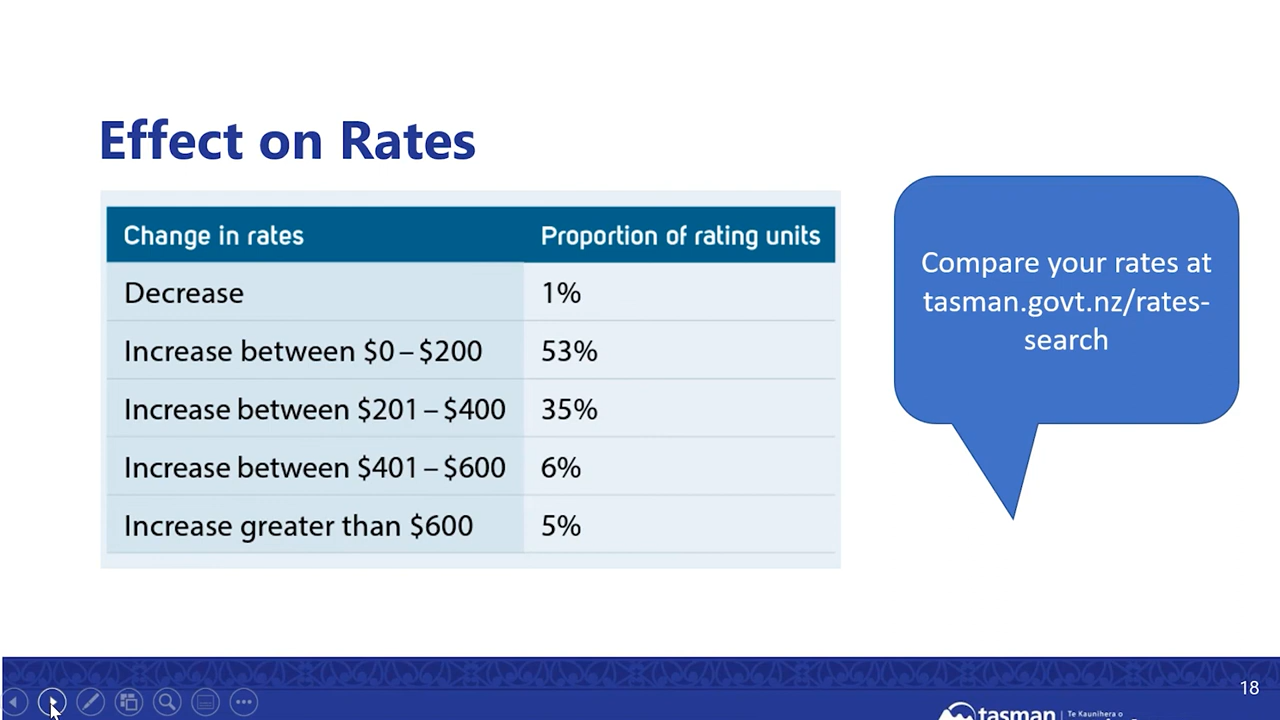 Effect on Rates
Change in rates Proportion of rating units
Decrease 1%
Increase between $0–$200 53%
Increase between $201–$400 35%
Increase between $401–$600 6%
Increase greater than $600 5%
Compare your rates at
tasman.govt.nz/rates-
search
18
tasman Te Kaunihera o